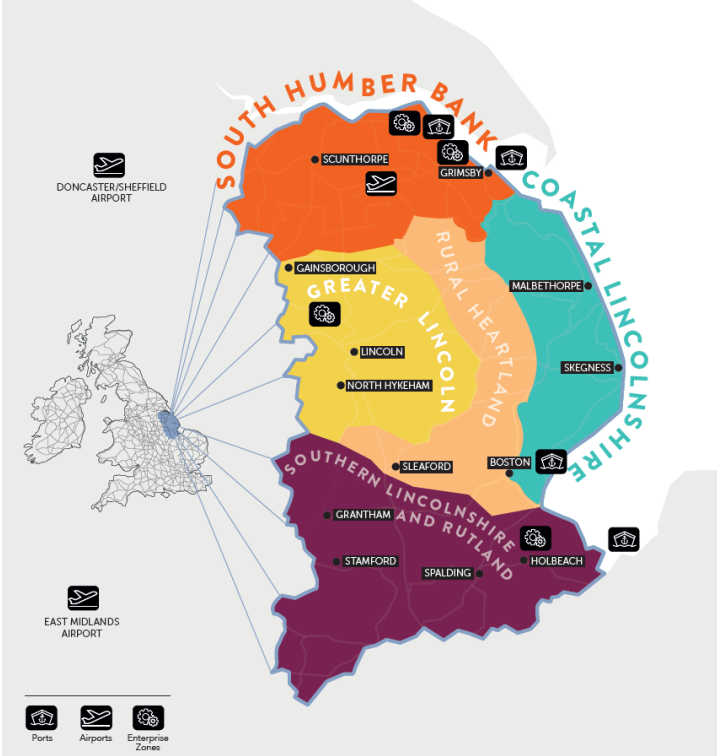 SOUTH HUMBER BANK
COASTAL LINCOLNSHIRE
DONCASTER/SHEFFIELD
AIRPORT
SCUNTHORPE
GRIMSBY
GAINSBOROUGH
GREATER LINCOLN
RURAL HEARTLAND
MALBETHORPE
LINCOLN
NORTH HYKEHAM
SKEGNESS
SLEAFORD
BOSTON
SOUTHERN LINCOLNSHIRE
AND RUTLAND
GRANTHAM
STAMFORD
SPALDING
HOLBEACH
EAST MIDLANDS
AIRPORT
Ports
Airports
Enterprise
Zones